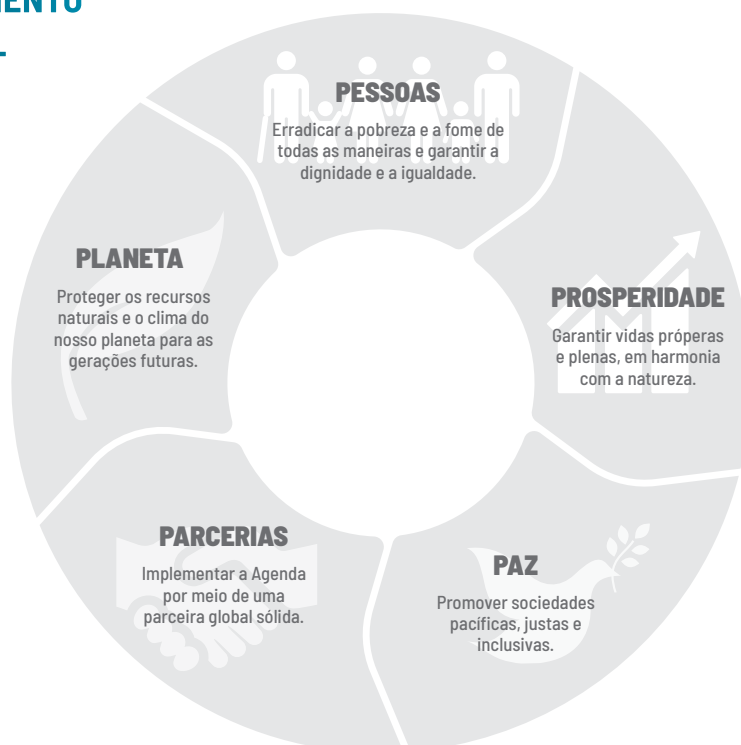 PESSOAS
Erradicar a pobreza e a fome de
todas as maneiras e garantir a
dignidade e a igualdade.
PLANETA
Proteger os recursos
naturais e o clima do
nosso planeta para as
gerações futuras.
PROSPERIDADE
Garantir vidas próperas
e plenas, em harmonia
com a natureza.
PARCERIAS
Implementar a Agenda
por meio de uma
parceira global sólida.
PAZ
Promover sociedades
pacíficas, justas e
inclusivas.